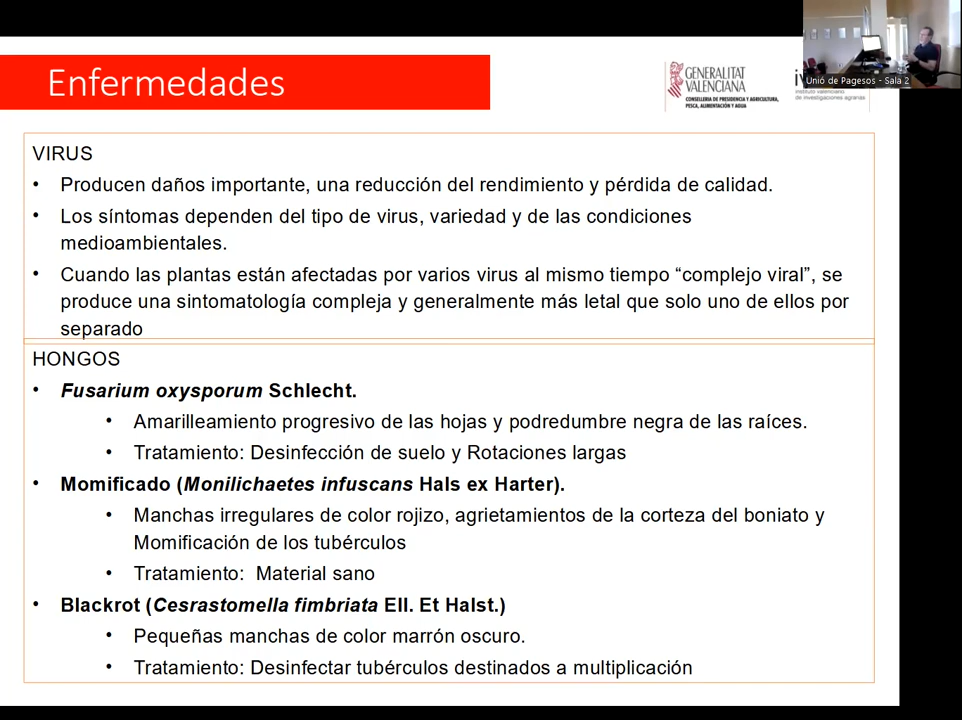 Enfermedades
GENERALITAT
VALENCIANA
CONSELLERIA DE PRESIDENCIA Y AGRICULTURA,
PESCA, ALIMENTACIÓN Y AGUA
Unió de Pagesos - Sala 2
instituto valenciano
de investigaciones agrarias
VIRUS
• Producen daños importante, una reducción del rendimiento y pérdida de calidad.
• Los síntomas dependen del tipo de virus, variedad y de las condiciones
medioambientales.
• Cuando las plantas están afectadas por varios virus al mismo tiempo “complejo viral”, se
produce una sintomatología compleja y generalmente más letal que solo uno de ellos por
separado
HONGOS
• Fusarium oxysporum Schlecht.
• Amarilleamiento progresivo de las hojas y podredumbre negra de las raíces.
• Tratamiento: Desinfección de suelo y Rotaciones largas
• Momificado (Monilichaetes infuscans Hals ex Harter).
• Manchas irregulares de color rojizo, agrietamientos de la corteza del boniato y
Momificación de los tubérculos
• Tratamiento: Material sano
• Blackrot (Cesrastomella fimbriata Ell. Et Halst.)
• Pequeñas manchas de color marrón oscuro.
• Tratamiento: Desinfectar tubérculos destinados a multiplicación